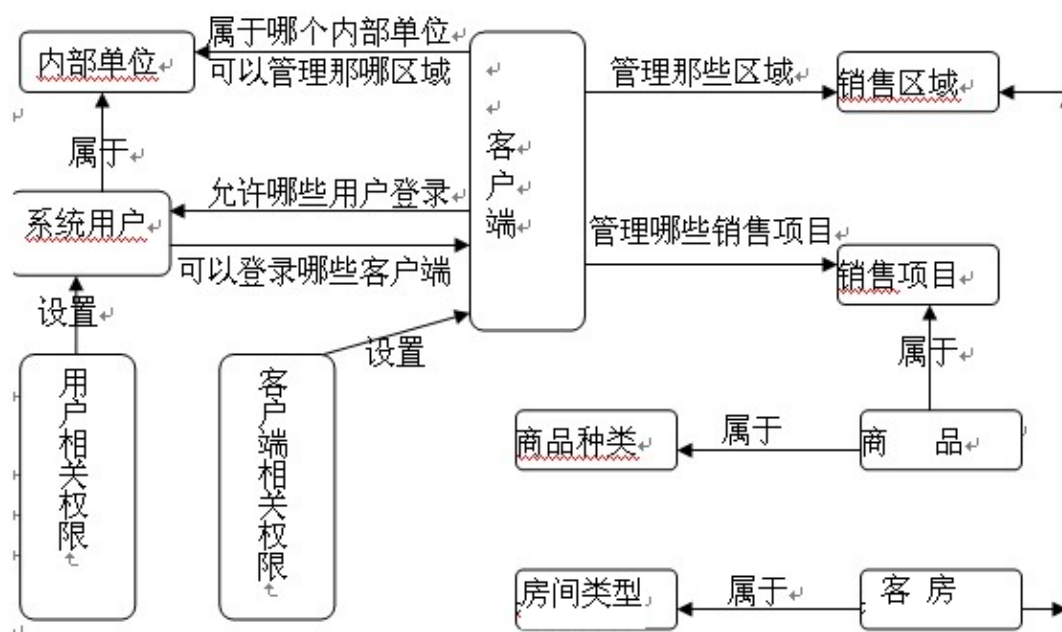 属于哪个内部单位
内部单位
可以管理那哪区域
管理那些区域
销售区域
客户端
属于
允许哪些用户登录
系统用户
管理哪些销售项目
可以登录哪些客户端
销售项目
设置
设置
属于
用户相关权限
客户端相关权限
商品种类
属于
商 品
房间类型
属于
客 房